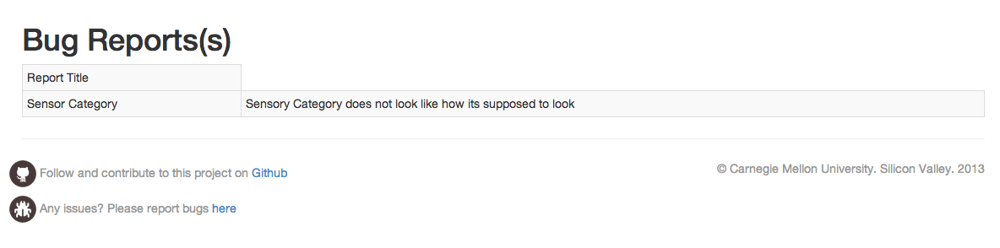 Bug Reports(s)
Report Title
Sensor Category Sensory Category does not look like how its supposed to look
Follow and contribute to this project on Github
© Carnegie Mellon University. Silicon Valley. 2013
Any issues? Please report bugs here